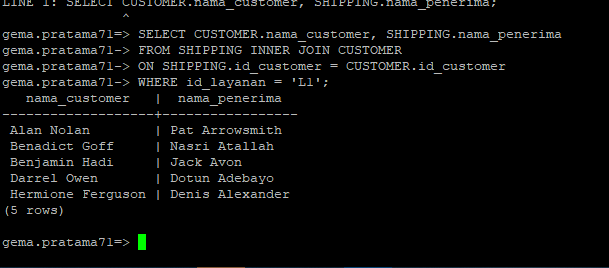 LINE 1: SELECT CUSTOMER.nama_customer, SHIPPING.nama_penerima;
^
gema.pratama71=> SELECT CUSTOMER.nama_customer, SHIPPING.nama_penerima
gema.pratama71-> FROM SHIPPING INNER JOIN CUSTOMER
gema.pratama71-> ON SHIPPING.id_customer = CUSTOMER.id_customer
gema.pratama71-> WHERE id_layanan = 'L1';
nama_customer | nama_penerima
------------------+-----------------
Alan Nolan | Pat Arrowsmith
Benadict Goff | Nasri Atallah
Benjamin Hadi | Jack Avon
Darrel Owen | Dotun Adebayo
Hermione Ferguson | Denis Alexander
(5 rows)
gema.pratama71=>